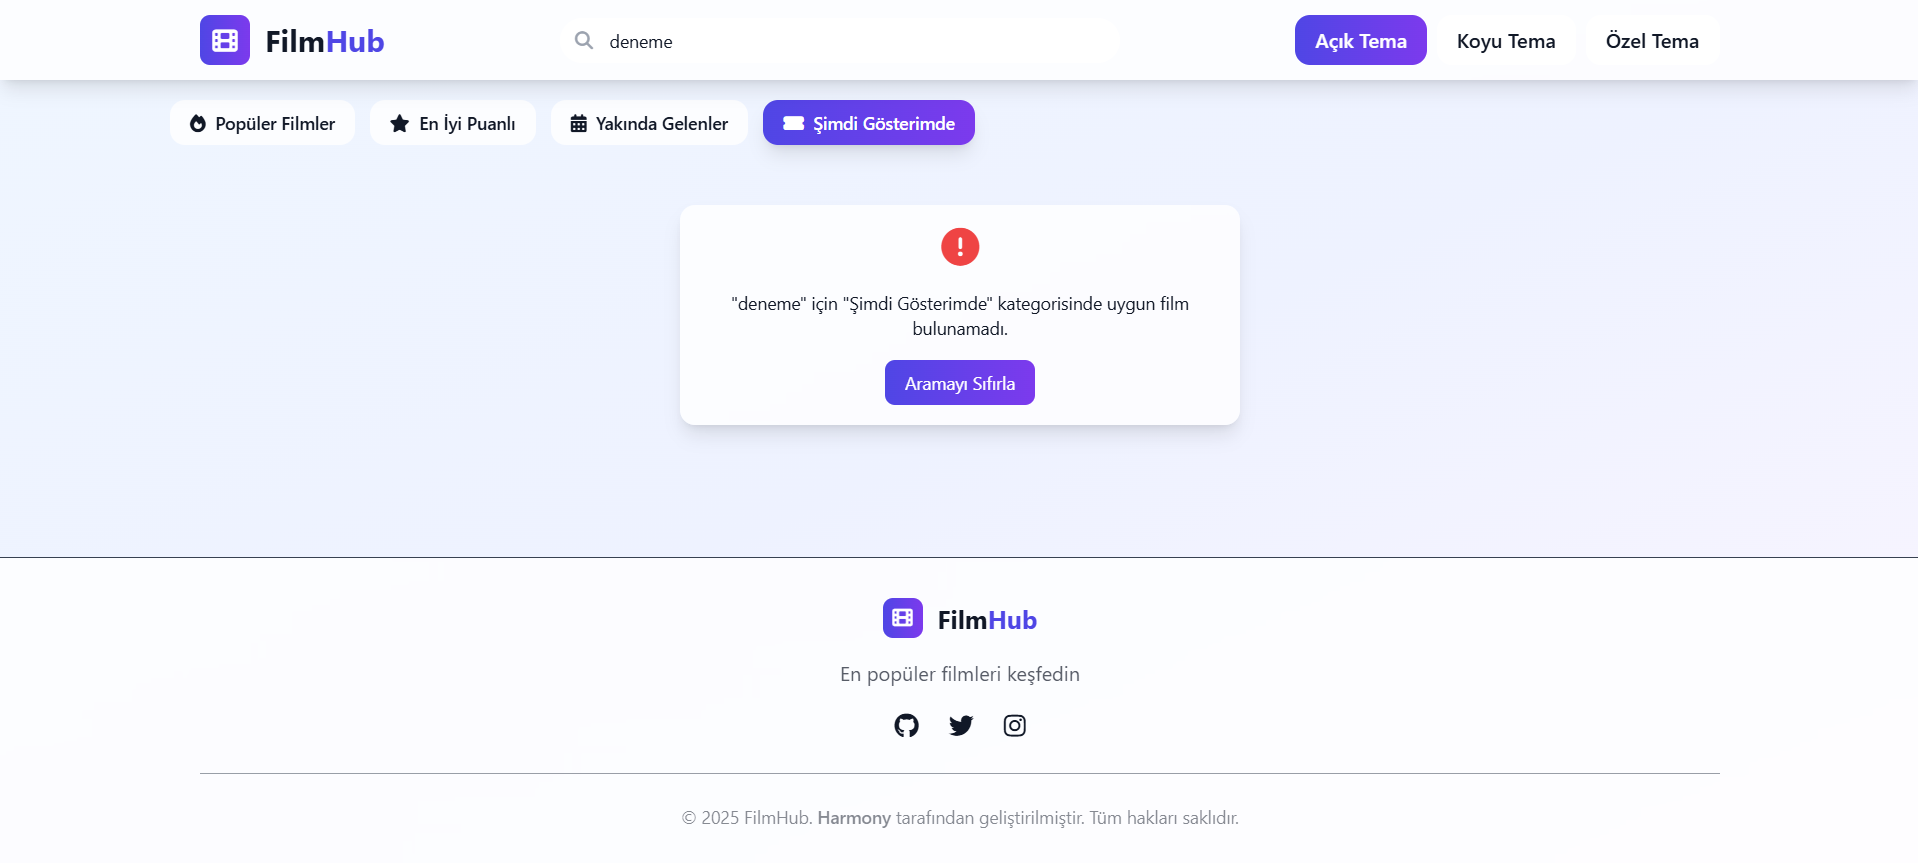 FilmHub
deneme
Açık Tema
Koyu Tema
Özel Tema
Popüler Filmler
En İyi Puanlı
Yakında Gelenler
Şimdi Gösterimde
"deneme" için "Şimdi Gösterimde" kategorisinde uygun film
bulunamadı.
Aramayı Sıfırla
FilmHub
En popüler filmleri keşfedin
© 2025 FilmHub. Harmony tarafından geliştirilmiştir. Tüm hakları saklıdır.